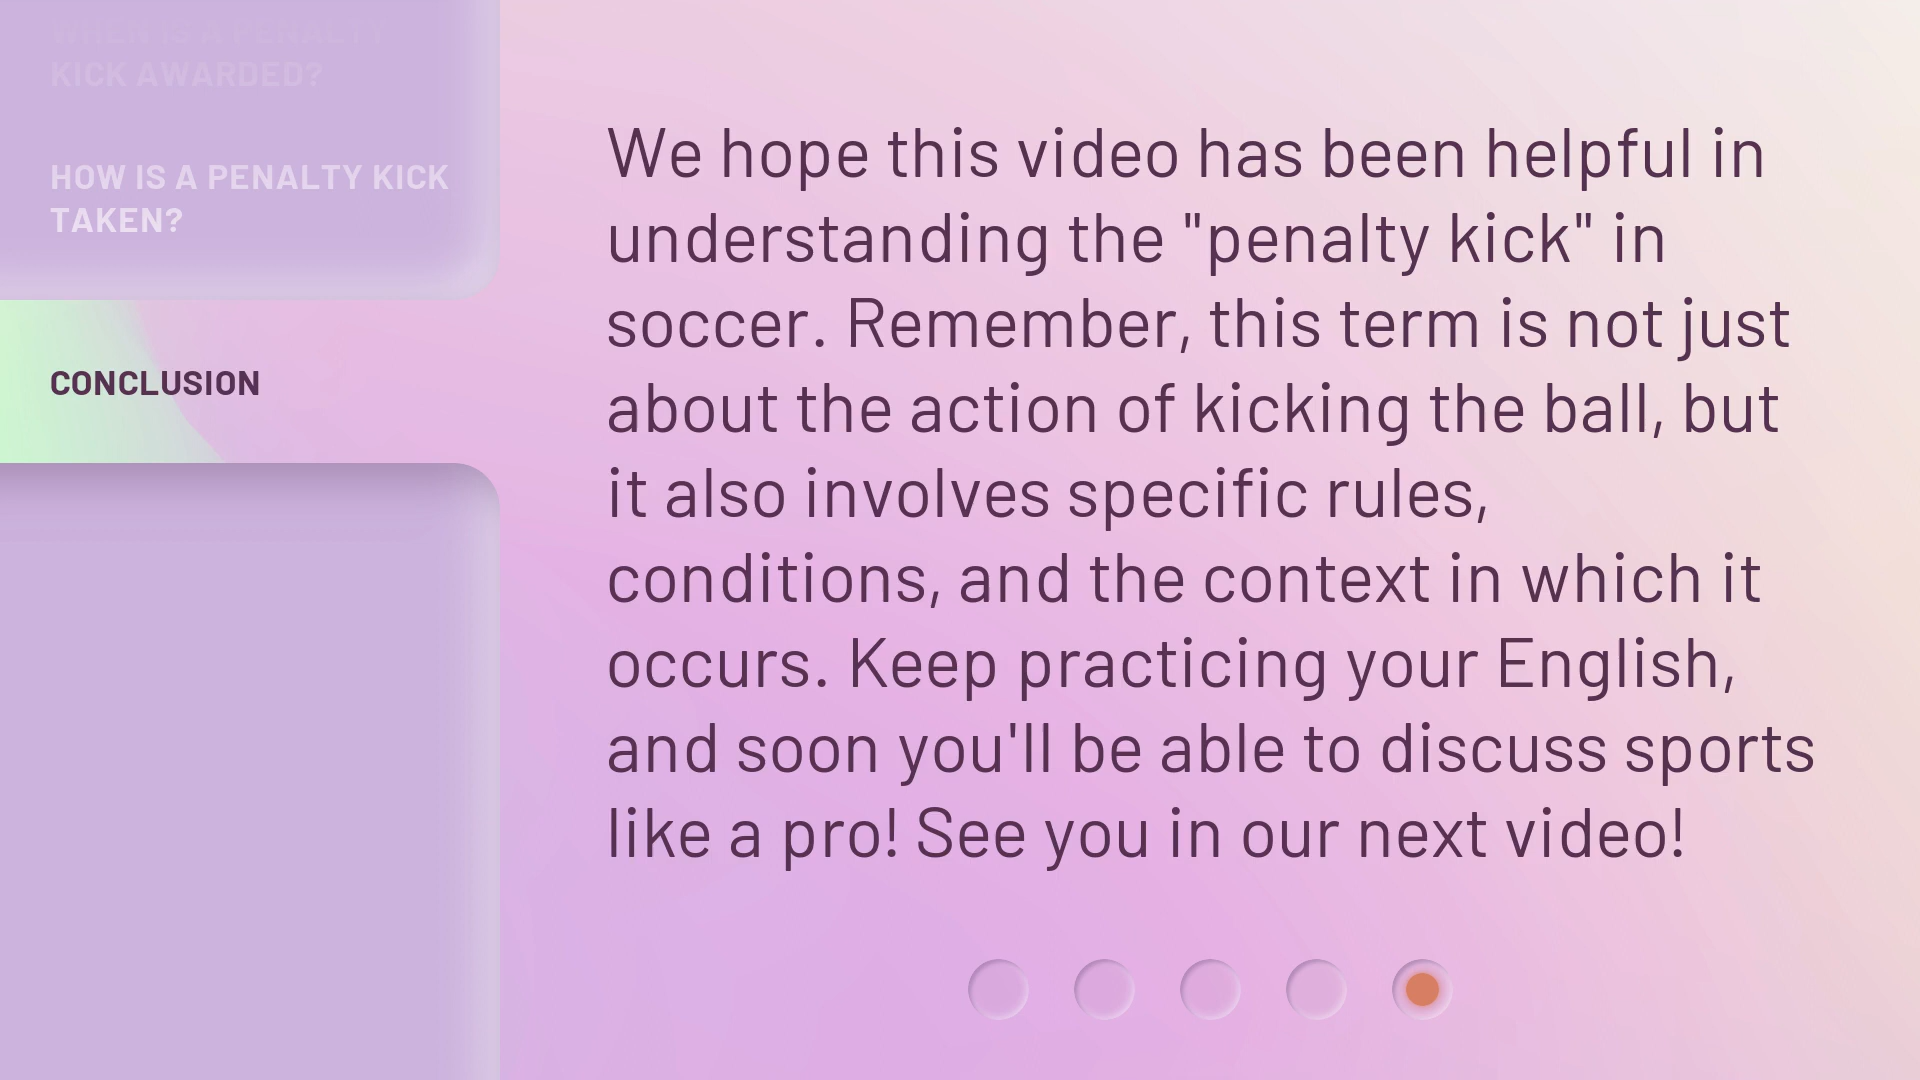 WHEN IS A PENALTY
KICK AWARDED?
HOW IS A PENALTY KICK
TAKEN?
CONCLUSION
We hope this video has been helpful in
understanding the "penalty kick" in
soccer. Remember, this term is not just
about the action of kicking the ball, but
it also involves specific rules,
conditions, and the context in which it
occurs. Keep practicing your English,
and soon you'll be able to discuss sports
like a pro! See you in our next video!